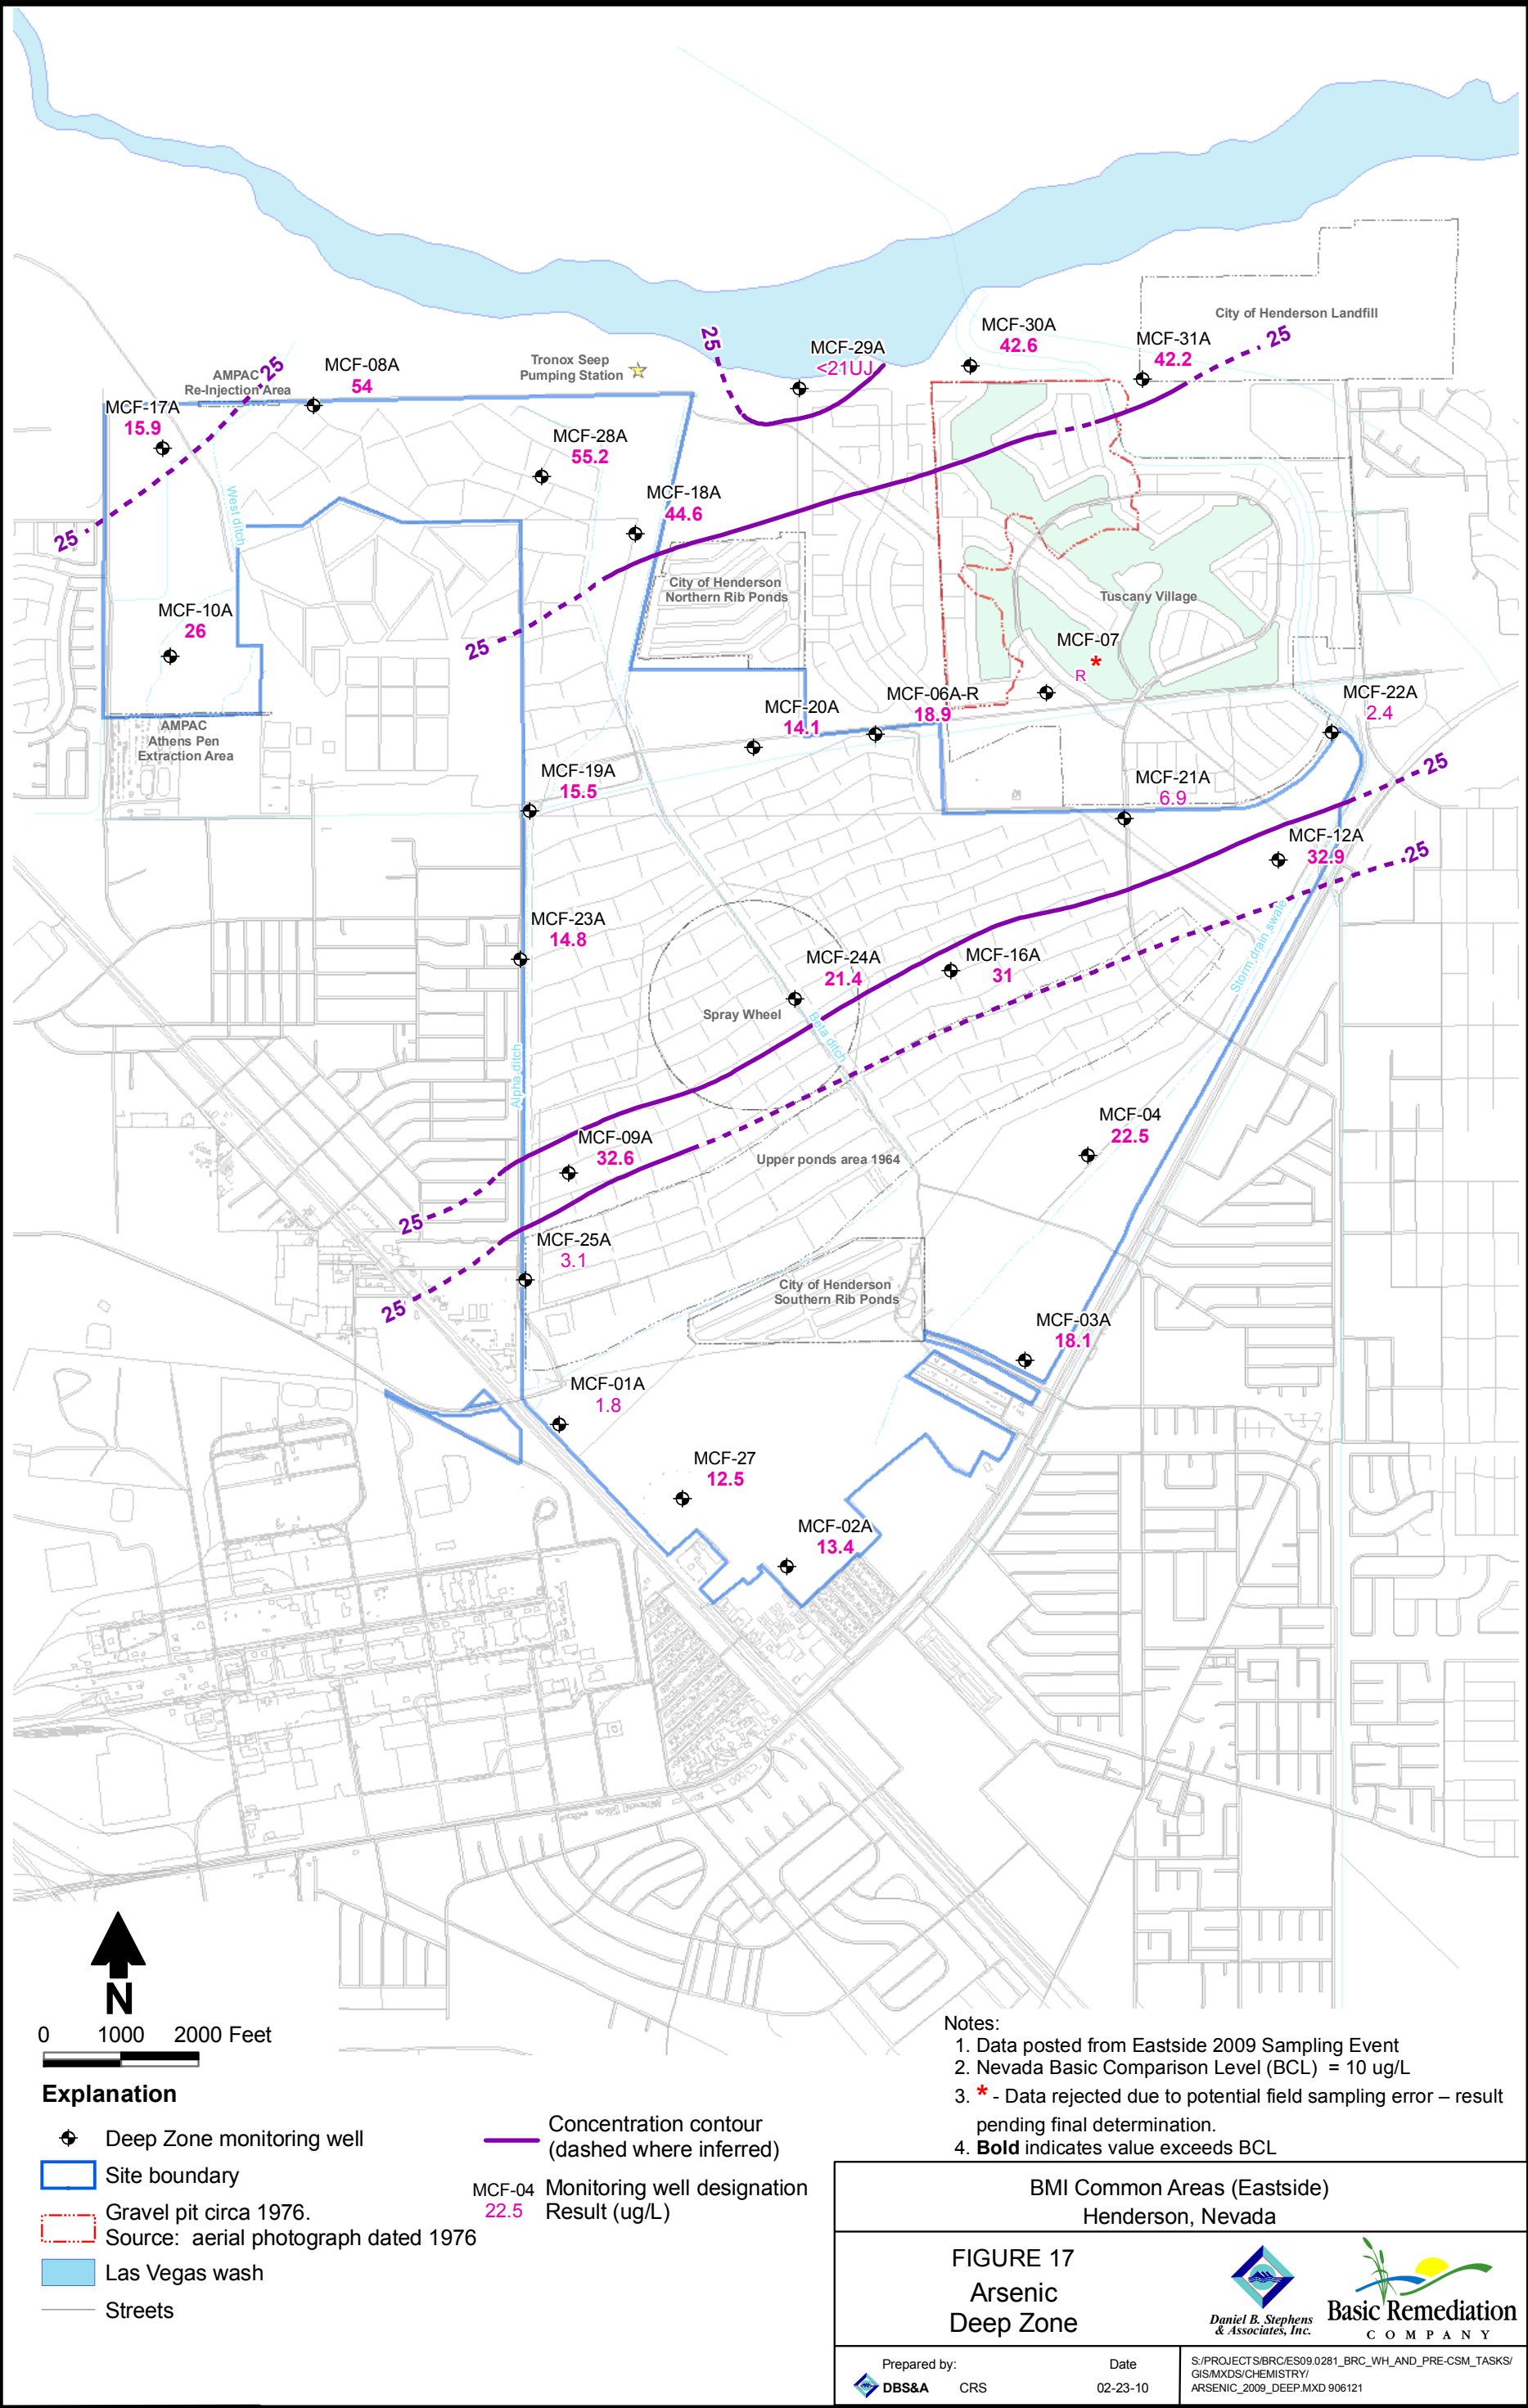 City of Henderson Landfill
MCF-30A
42.6
MCF-31A
42.2
25
25
MCF-29A
<21UJ
Tronox Seep
Pumping Station
MCF-08A
54
25
AMPAC
Re-Injection Area
MCF-17A
15.9
MCF-28A
55.2
MCF-18A
44.6
West ditch
25
City of Henderson
Northern Rib Ponds
Tuscany Village
MCF-10A
26
25
MCF-07
*
R
MCF-22A
2.4
MCF-06A-R
18.9
MCF-20A
14.1
AMPAC
Athens Pen
Extraction Area
MCF-19A
15.5
MCF-21A
6.9
25
MCF-12A
32.9
25
MCF-23A
14.8
MCF-24A
21.4
MCF-16A
31
Storm drain swale
Spray Wheel
Beta ditch
Alpha ditch
MCF-04
22.5
MCF-09A
32.6
Upper ponds area 1964
25
MCF-25A
3.1
City of Henderson
Southern Rib Ponds
25
MCF-03A
18.1
MCF-01A
1.8
MCF-27
12.5
MCF-02A
13.4
N
0 1000 2000 Feet
Explanation
Deep Zone monitoring well
Site boundary
Gravel pit circa 1976.
Source: aerial photograph dated 1976
Las Vegas wash
Streets
Concentration contour
(dashed where inferred)
MCF-04 Monitoring well designation
22.5 Result (ug/L)
Notes:
1. Data posted from Eastside 2009 Sampling Event
2. Nevada Basic Comparison Level (BCL) = 10 ug/L
3. * - Data rejected due to potential field sampling error – result
pending final determination.
4. Bold indicates value exceeds BCL
BMI Common Areas (Eastside)
Henderson, Nevada
FIGURE 17
Arsenic
Deep Zone
Daniel B. Stephens
& Associates, Inc.
Basic Remediation
COMPANY
Prepared by:
DBS&A CRS
Date
02-23-10
S:/PROJECTS/BRC/ES09.0281_BRC_WH_AND_PRE-CSM_TASKS/
GIS/MXDS/CHEMISTRY/
ARSENIC_2009_DEEP.MXD 906121